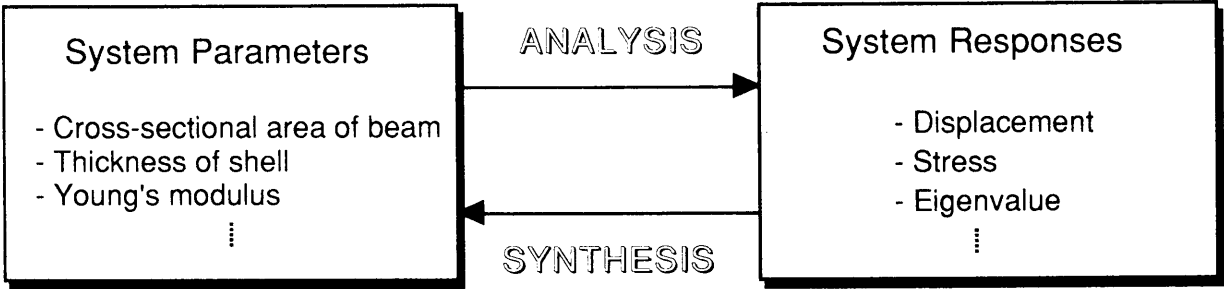 System Parameters
- Cross-sectional area of beam
- Thickness of shell
- Young's modulus
ANALYSIS
SYNTHESIS
System Responses
- Displacement
- Stress
- Eigenvalue